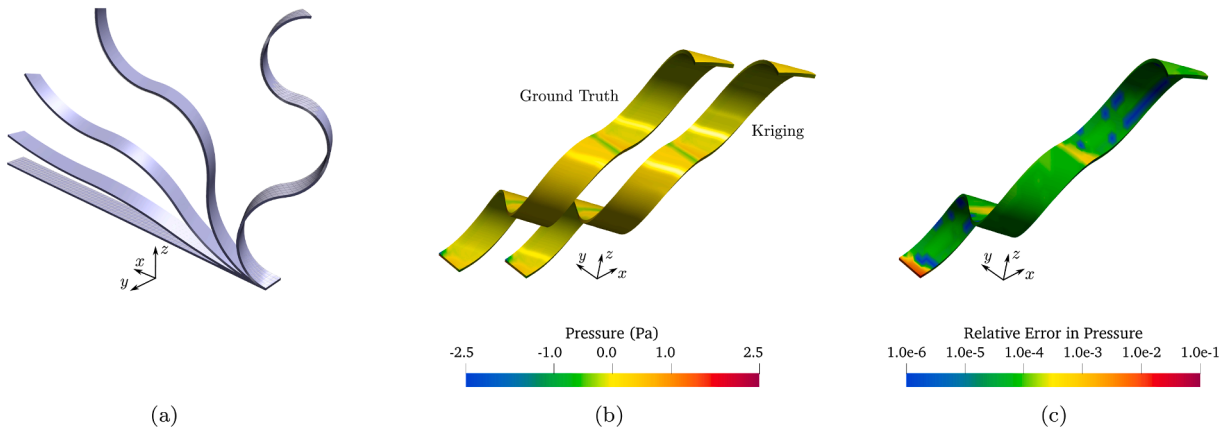 x
z
y
(a)
Ground Truth
Kriging
y
z
x
Pressure (Pa)
-2.5 -1.0 0.0 1.0 2.5
(b)
y
z
x
Relative Error in Pressure
1.0e-6 1.0e-5 1.0e-4 1.0e-3 1.0e-2 1.0e-1
(c)